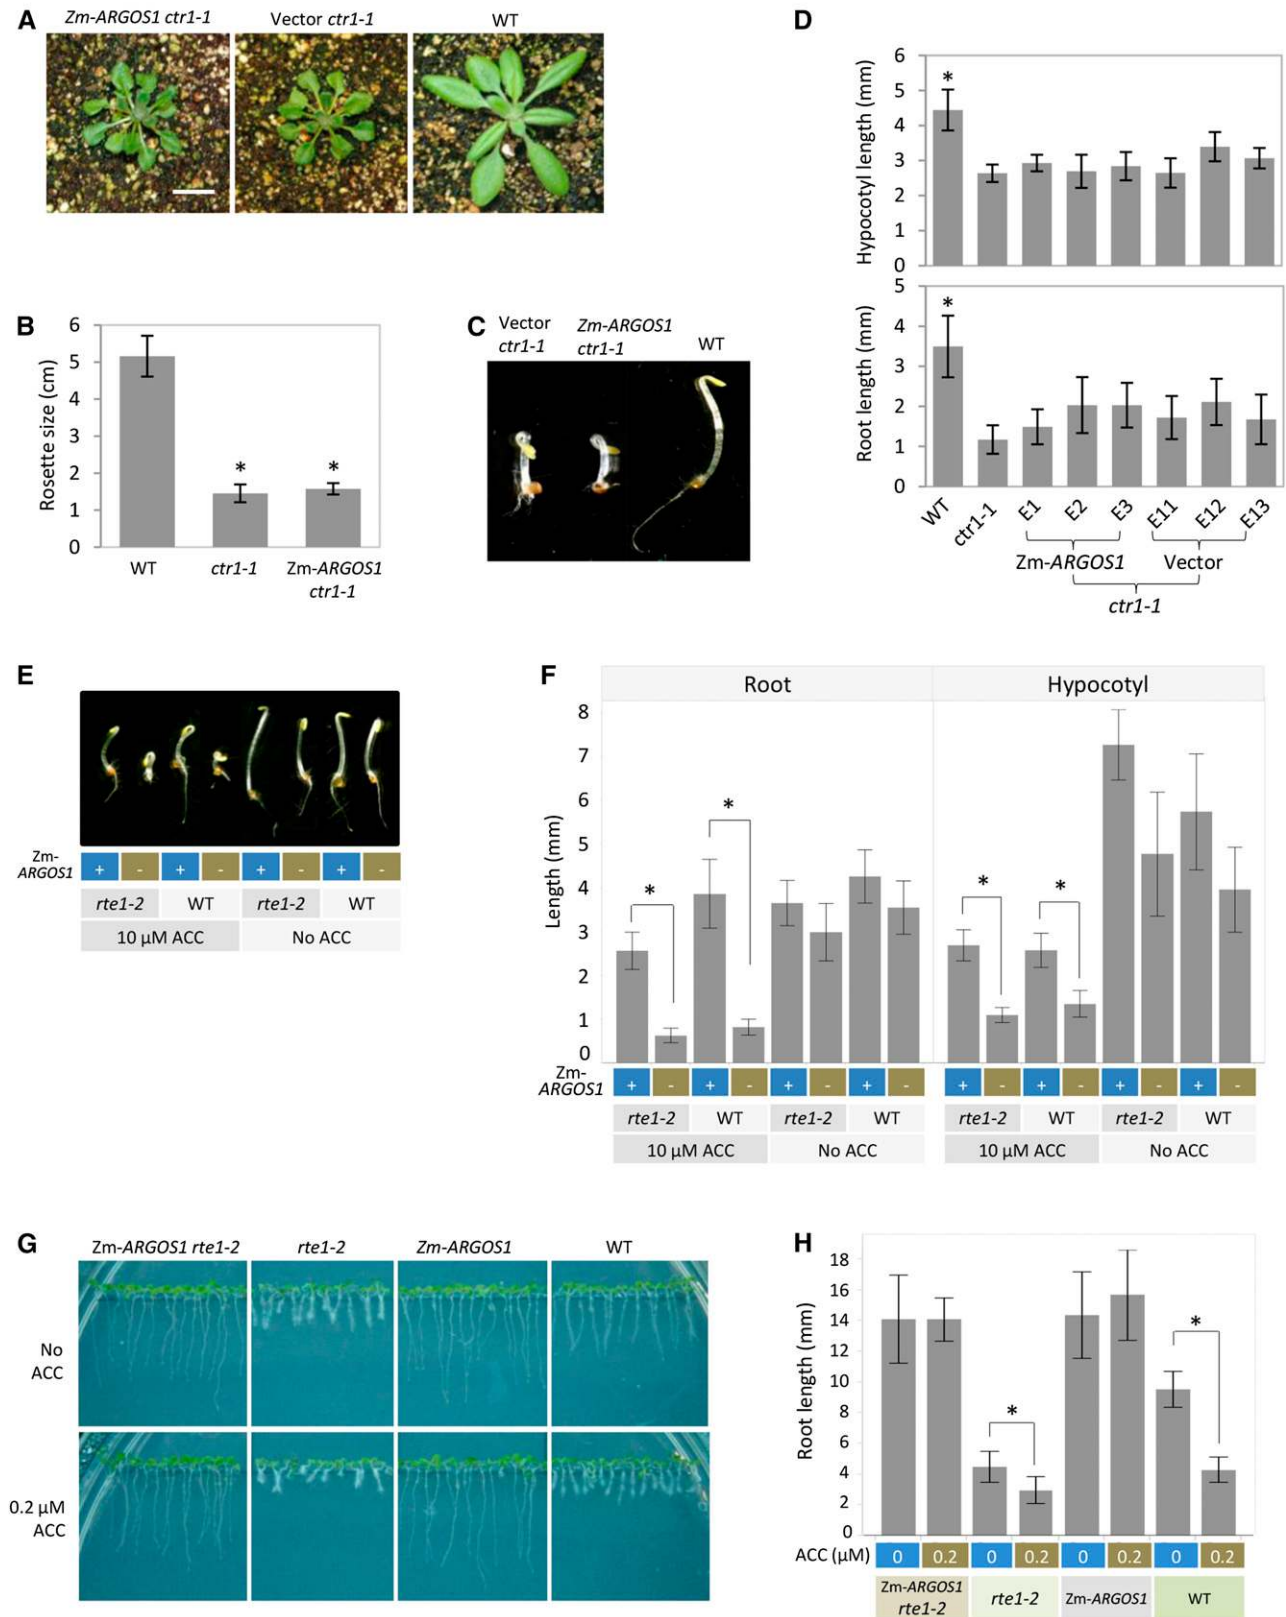 A
Zm-ARGOS1 ctr1-1
Vector ctr1-1
WT
B
Rosette size (cm)
6
5
4
3
2
1
0
*
*
WT
ctr1-1
Zm-ARGOS1
ctr1-1
C
Vector
ctr1-1
Zm-ARGOS1
ctr1-1
WT
D
Hypocotyl length (mm)
6
5
4
3
2
1
0
*
Root length (mm)
5
4
3
2
1
0
*
WT
ctr1-1
E1
E2
E3
E11
E12
E13
Zm-ARGOS1
Vector
ctr1-1
E
Zm-
ARGOS1
+ - + - + - + -
rte1-2 WT rte1-2 WT
10 µM ACC No ACC
F
Root Hypocotyl
Length (mm)
8
7
6
5
4
3
2
1
0
*
*
*
*
Zm-
ARGOS1
+ - + - + - + - + - + - + - + -
rte1-2 WT rte1-2 WT rte1-2 WT rte1-2 WT
10 µM ACC No ACC 10 µM ACC No ACC
G
Zm-ARGOS1 rte1-2
rte1-2
Zm-ARGOS1
WT
No
ACC
0.2 µM
ACC
H
Root length (mm)
18
16
14
12
10
8
6
4
2
0
*
*
ACC (µM) 0 0.2 0 0.2 0 0.2 0 0.2
Zm-ARGOS1
rte1-2
rte1-2
Zm-ARGOS1
WT